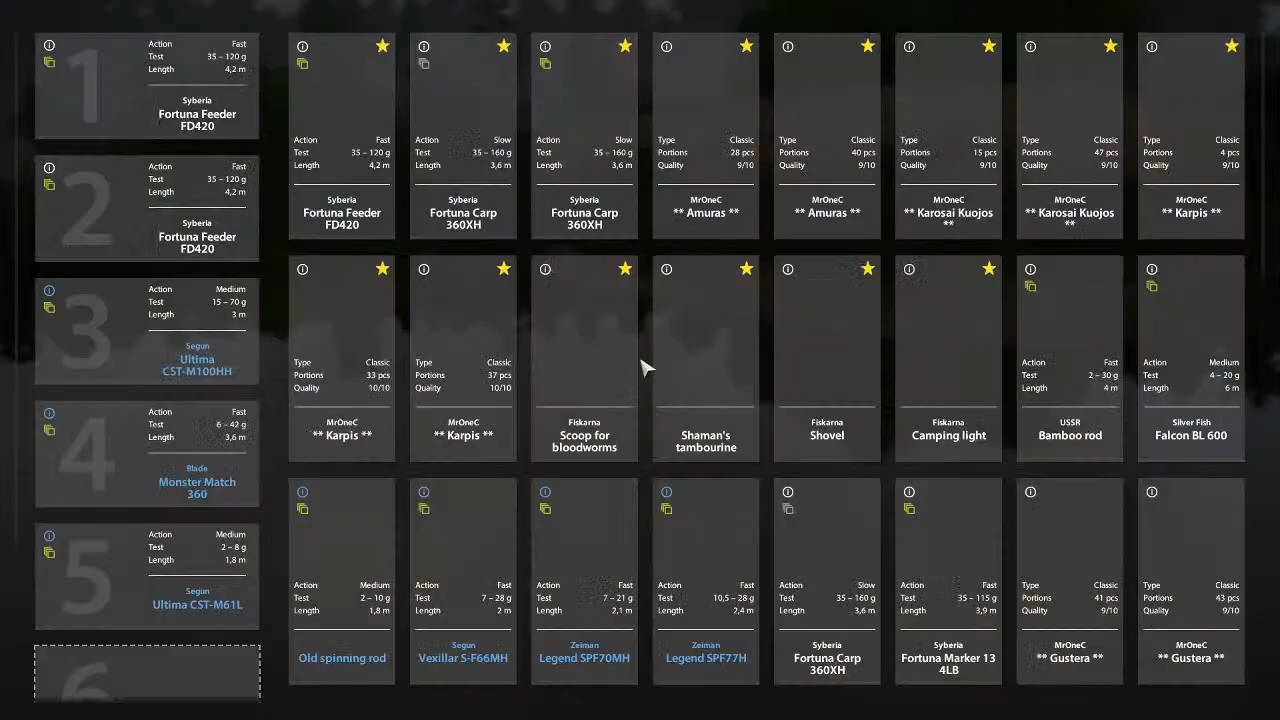 1
Action Fast
Test 35 – 120 g
Length 4,2 m
Syberia
Fortuna Feeder
FD420
2
Action Fast
Test 35 – 120 g
Length 4,2 m
Syberia
Fortuna Feeder
FD420
3
Action Medium
Test 15 – 70 g
Length 3 m
Segun
Ultima
CST-M100HH
4
Action Fast
Test 6 – 42 g
Length 3,6 m
Blade
Monster Match
360
5
Action Medium
Test 2 – 8 g
Length 1,8 m
Segun
Ultima CST-M61L
6
Action Fast
Test 35 – 120 g
Length 4,2 m
Syberia
Fortuna Feeder
FD420
Action Slow
Test 35 – 160 g
Length 3,6 m
Syberia
Fortuna Carp
360XH
Action Slow
Test 35 – 160 g
Length 3,6 m
Syberia
Fortuna Carp
360XH
Type Classic
Portions 28 pcs
Quality 9/10
MrOneC
** Amuras **
Type Classic
Portions 40 pcs
Quality 9/10
MrOneC
** Amuras **
Type Classic
Portions 15 pcs
Quality 9/10
MrOneC
** Karosai Kuojos
**
Type Classic
Portions 47 pcs
Quality 9/10
MrOneC
** Karosai Kuojos
**
Type Classic
Portions 4 pcs
Quality 9/10
MrOneC
** Karpis **
Type Classic
Portions 33 pcs
Quality 10/10
MrOneC
** Karpis **
Type Classic
Portions 37 pcs
Quality 10/10
MrOneC
** Karpis **
Fiskarna
Scoop for
bloodworms
Shaman's
tambourine
Fiskarna
Shovel
Fiskarna
Camping light
Action Fast
Test 2 – 30 g
Length 4 m
USSR
Bamboo rod
Action Medium
Test 4 – 20 g
Length 6 m
Silver Fish
Falcon BL 600
Action Medium
Test 2 – 10 g
Length 1,8 m
Old spinning rod
Action Fast
Test 7 – 28 g
Length 2 m
Segun
Vexillar S-F66MH
Action Fast
Test 7 – 21 g
Length 2,1 m
Zeiman
Legend SPF70MH
Action Fast
Test 10,5 – 28 g
Length 2,4 m
Zeiman
Legend SPF77H
Action Slow
Test 35 – 160 g
Length 3,6 m
Syberia
Fortuna Carp
360XH
Action Fast
Test 35 – 115 g
Length 3,9 m
Syberia
Fortuna Marker 13
4LB
Type Classic
Portions 41 pcs
Quality 9/10
MrOneC
** Gustera **
Type Classic
Portions 43 pcs
Quality 9/10
MrOneC
** Gustera **